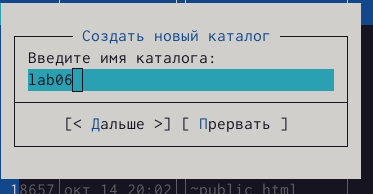 Создать новый каталог
Введите имя каталога:
lab06
[< Дальше >] [ Прервать ]
18657 окт 14 20:02 ~public_html